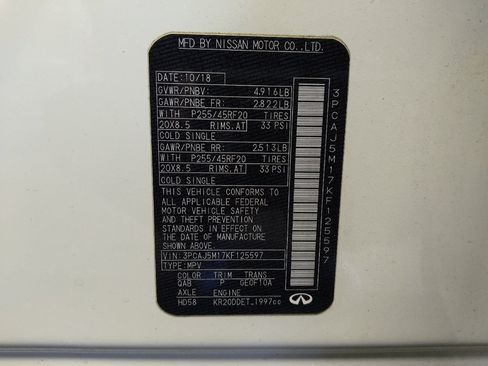 MFD BY NISSAN MOTOR CO.,LTD.
DATE: 10/18
GVWR/PNBV: 4,916LB
GAWR/PNBE FR: 2,822LB
WITH P255/45RF20 TIRES
20X8.5 RIMS.AT 33 PSI
COLD SINGLE
GAWR/PNBE RR: 2,513LB
WITH P255/45RF20 TIRES
20X8.5 RIMS.AT 33 PSI
COLD SINGLE
THIS VEHICLE CONFORMS TO
ALL APPLICABLE FEDERAL
MOTOR VEHICLE SAFETY
AND THEFT PREVENTION
STANDARDS IN EFFECT ON
THE DATE OF MANUFACTURE
SHOWN ABOVE.
VIN: 3PCAJ5M17KF125597
TYPE: MPV
COLOR TRIM TRANS
QAB P GE0F10A
AXLE ENGINE
HD58 KR20DDET_1997cc
3PCAJ5M17KF125597